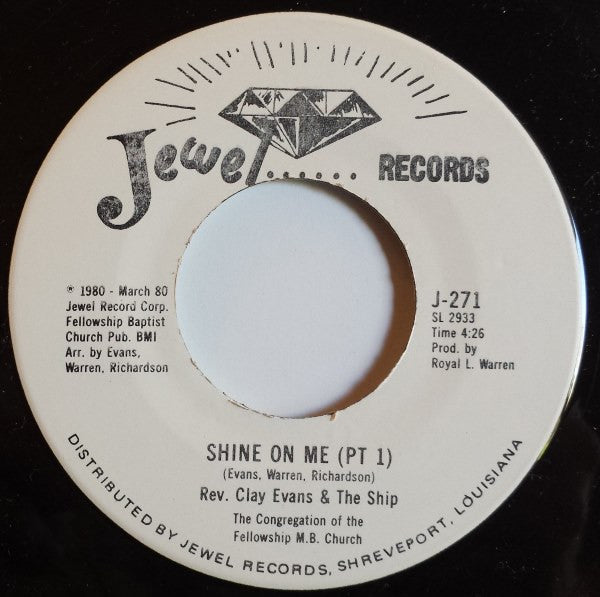 Jewel...... RECORDS
℗ 1980 - March 80
Jewel Record Corp.
Fellowship Baptist
Church Pub. BMI
Arr. by Evans,
Warren, Richardson
J-271
SL 2933
Time 4:26
Prod. by
Royal L. Warren
SHINE ON ME (PT 1)
(Evans, Warren, Richardson)
Rev. Clay Evans & The Ship
The Congregation of the
Fellowship M.B. Church
DISTRIBUTED BY JEWEL RECORDS, SHREVEPORT, LOUISIANA